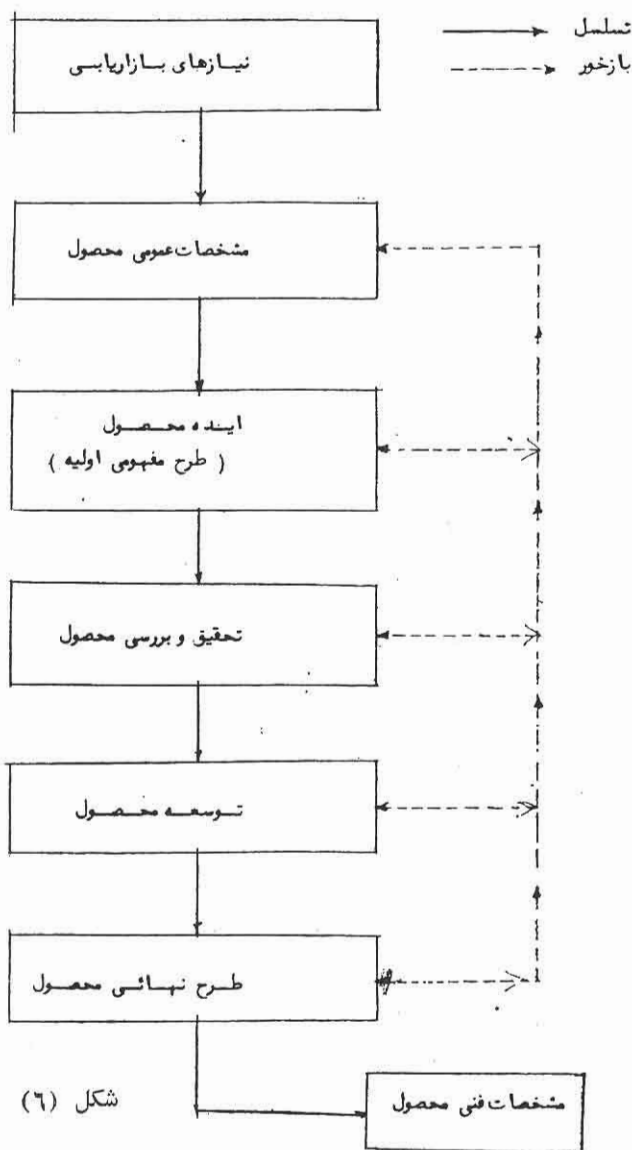 تسلسل
بازخور
نیازهای بازاریابی
مشخصات عمومی محصول
ایده محصول
( طرح مفهومی اولیه )
تحقیق و بررسی محصول
توسعه محصول
طرح نهائی محصول
مشخصات فنی محصول
شکل (٦)